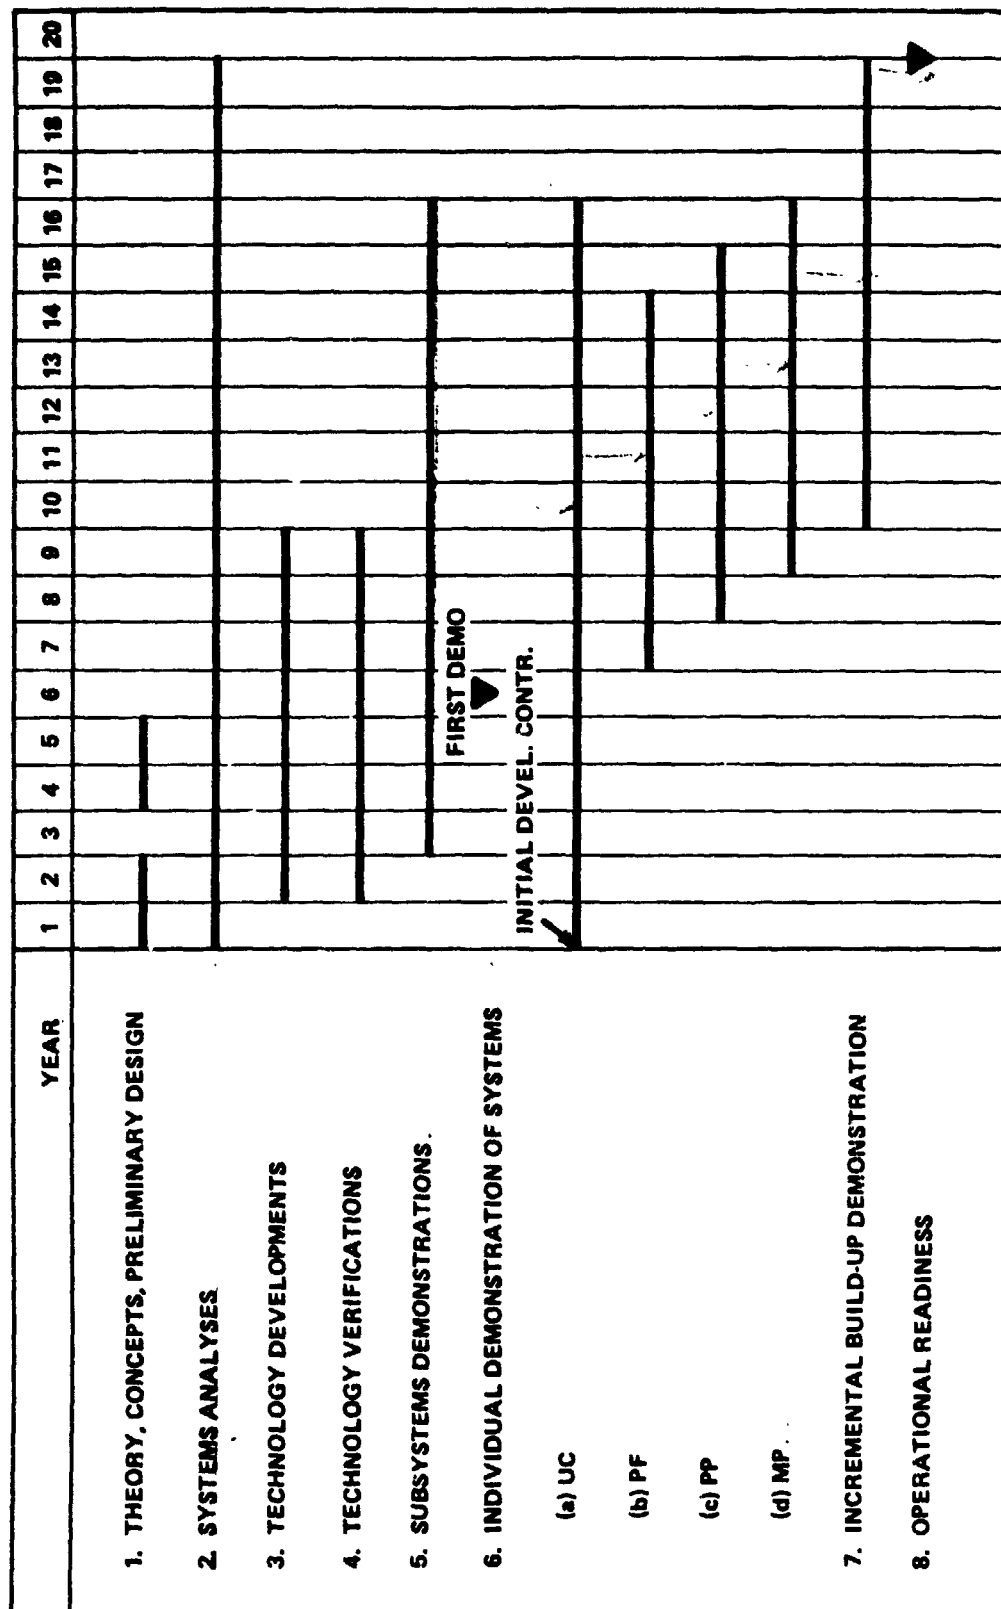 YEAR 1 2 3 4 5 6 7 8 9 10 11 12 13 14 15 16 17 18 19 20
1. THEORY, CONCEPTS, PRELIMINARY DESIGN
2. SYSTEMS ANALYSES
3. TECHNOLOGY DEVELOPMENTS
4. TECHNOLOGY VERIFICATIONS
5. SUBSYSTEMS DEMONSTRATIONS.
FIRST DEMO
6. INDIVIDUAL DEMONSTRATION OF SYSTEMS
INITIAL DEVEL. CONTR.
(a) UC
(b) PF
(c) PP
(d) MP
7. INCREMENTAL BUILD-UP DEMONSTRATION
8. OPERATIONAL READINESS